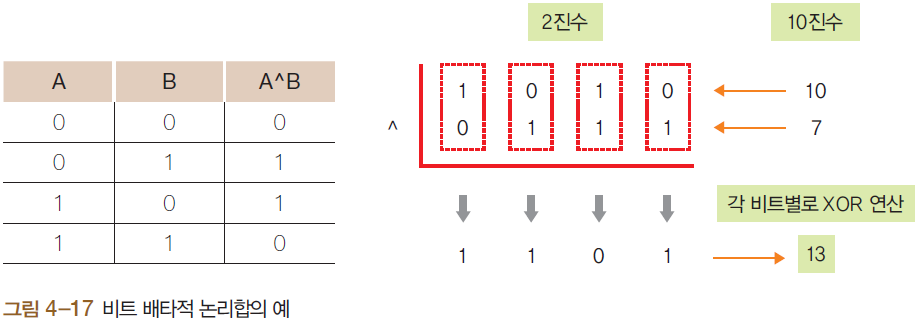 A B A^B
0 0 0
0 1 1
1 0 1
1 1 0
2진수 10진수
1 0 1 0 10
^ 0 1 1 1 7
각 비트별로 XOR 연산
1 1 0 1 13
그림 4-17 비트 배타적 논리합의 예